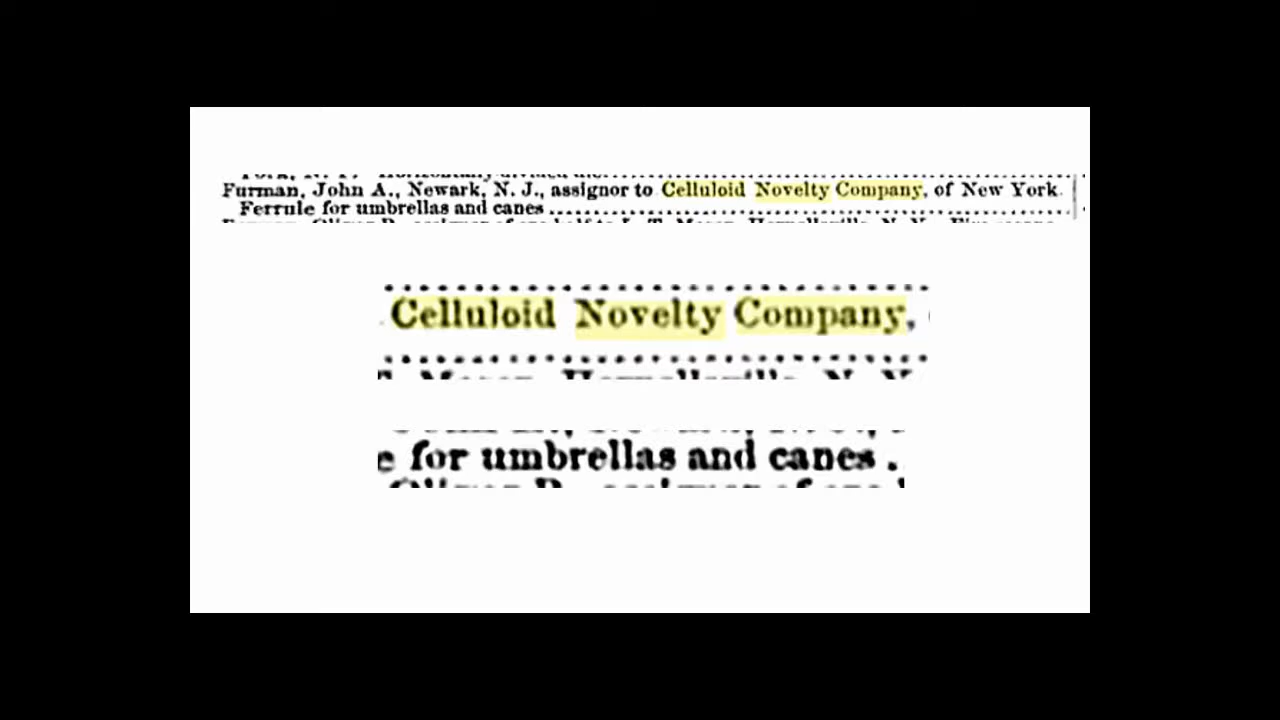 Furman, John A., Newark, N. J., assignor to Celluloid Novelty Company, of New York.
Ferrule for umbrellas and canes
Celluloid Novelty Company,
e for umbrellas and canes .